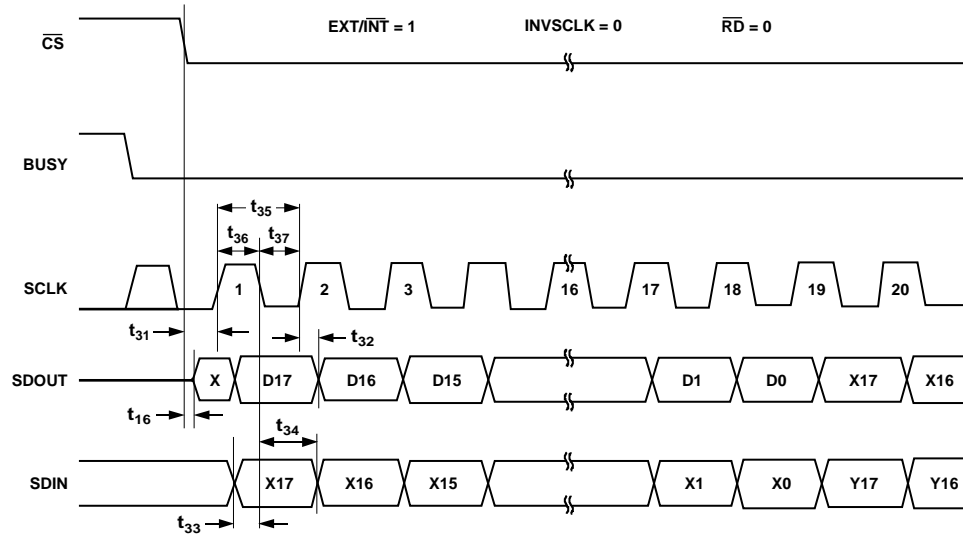 EXT/INT = 1 INVSCLK = 0 RD = 0
CS
BUSY
t35
t36 t37
SCLK 1 2 3 16 17 18 19 20
t31 t32
SDOUT X D17 D16 D15 D1 D0 X17 X16
t16 t34
SDIN X17 X16 X15 X1 X0 Y17 Y16
t33